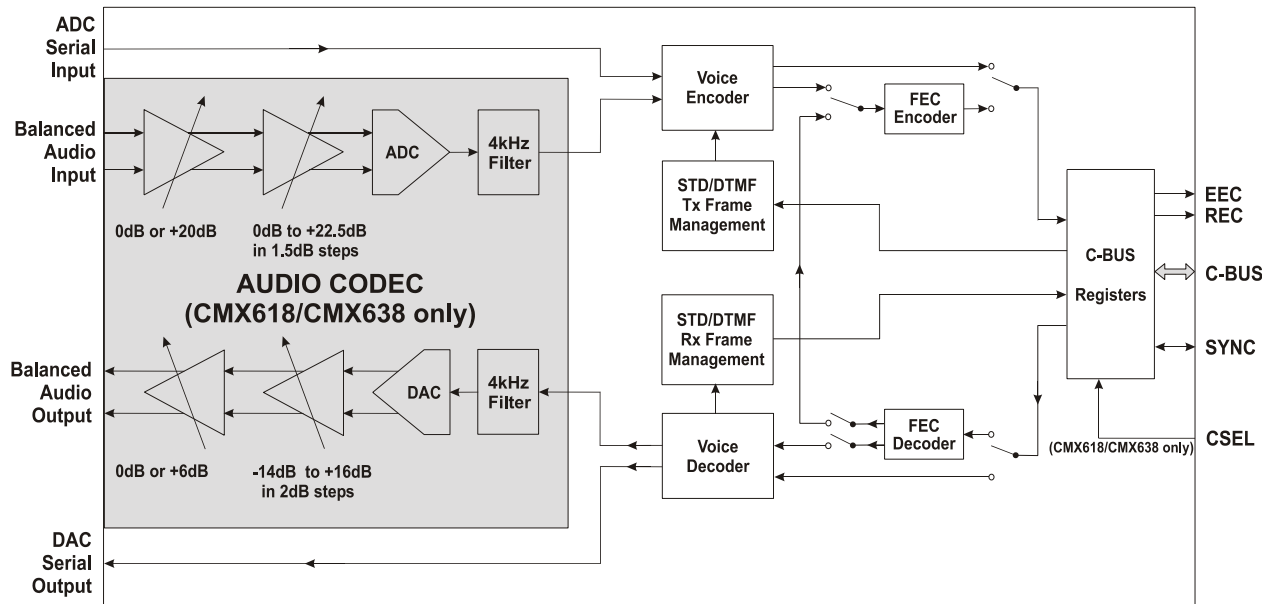 ADC
Serial
Input
Balanced
Audio
Input
0dB or +20dB
0dB to +22.5dB
in 1.5dB steps
ADC
4kHz
Filter
AUDIO CODEC
(CMX618/CMX638 only)
Balanced
Audio
Output
0dB or +6dB
-14dB to +16dB
in 2dB steps
DAC
4kHz
Filter
DAC
Serial
Output
Voice
Encoder
FEC
Encoder
STD/DTMF
Tx Frame
Management
STD/DTMF
Rx Frame
Management
Voice
Decoder
FEC
Decoder
C-BUS
Registers
(CMX618/CMX638 only)
EEC
REC
C-BUS
SYNC
CSEL